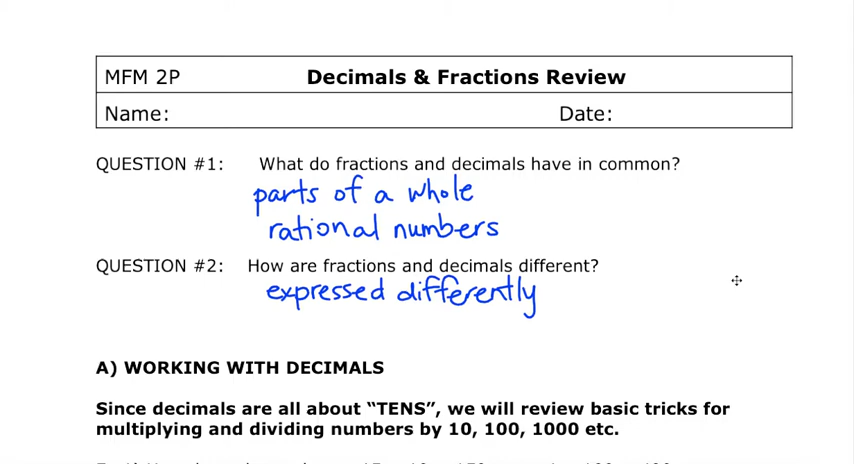 MFM 2P Decimals & Fractions Review
Name: Date:
QUESTION #1: What do fractions and decimals have in common?
parts of a whole
rational numbers
QUESTION #2: How are fractions and decimals different?
expressed differently
A) WORKING WITH DECIMALS
Since decimals are all about “TENS”, we will review basic tricks for
multiplying and dividing numbers by 10, 100, 1000 etc.